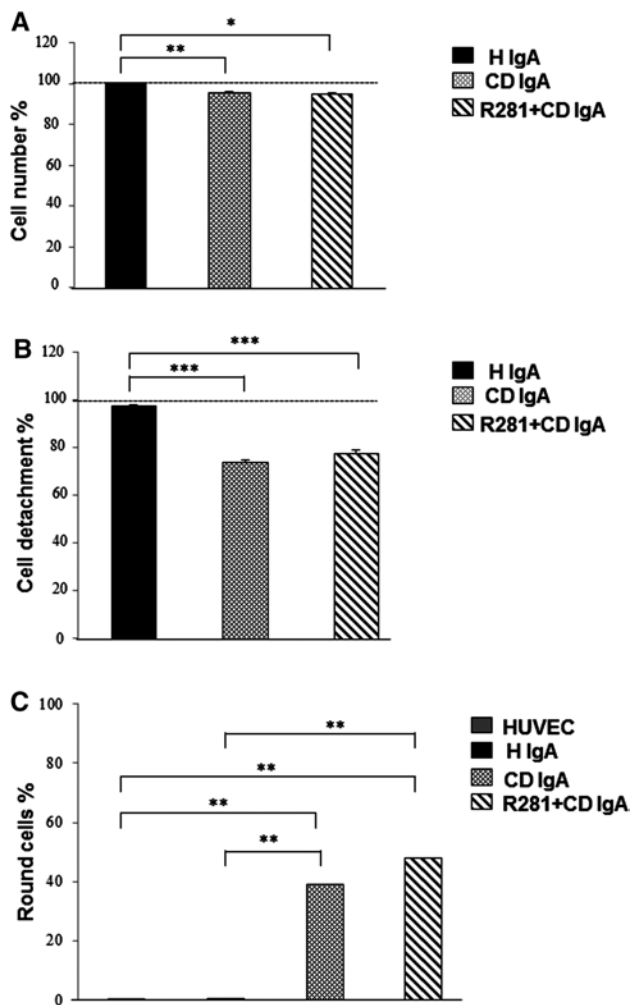 A
Cell number %
120
100
80
60
40
20
0
*
**
H IgA
CD IgA
R281+CD IgA
B
Cell detachment %
120
100
80
60
40
20
0
***
***
H IgA
CD IgA
R281+CD IgA
C
Round cells %
100
80
60
40
20
0
**
**
**
**
HUVEC
H IgA
CD IgA
R281+CD IgA